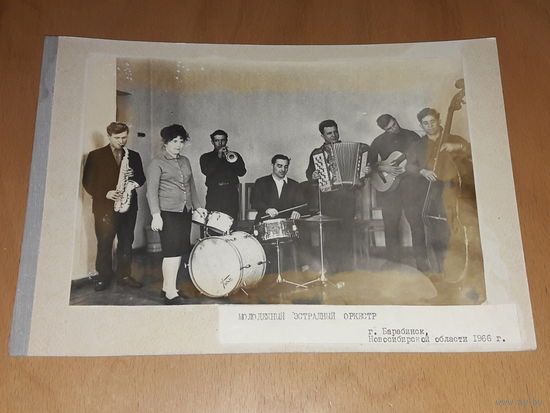 МОЛОДЕЖНЫЙ ЭСТРАДНЫЙ ОРКЕСТР
г. Барабинск,
Новосибирской области 1966 г.